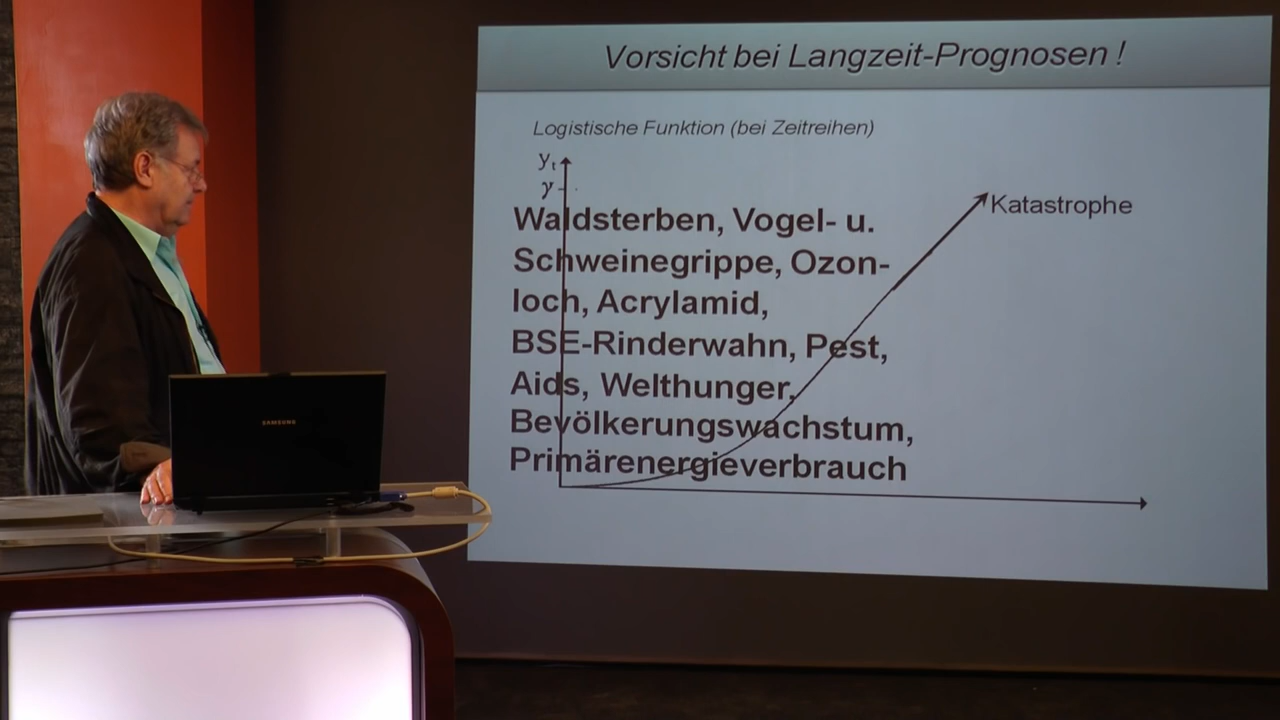 Vorsicht bei Langzeit-Prognosen !
Logistische Funktion (bei Zeitreihen)
yt
γ
Katastrophe
Waldsterben, Vogel- u.
Schweinegrippe, Ozon-
loch, Acrylamid,
BSE-Rinderwahn, Pest,
Aids, Welthunger,
Bevölkerungswachstum,
Primärenergieverbrauch
SAMSUNG